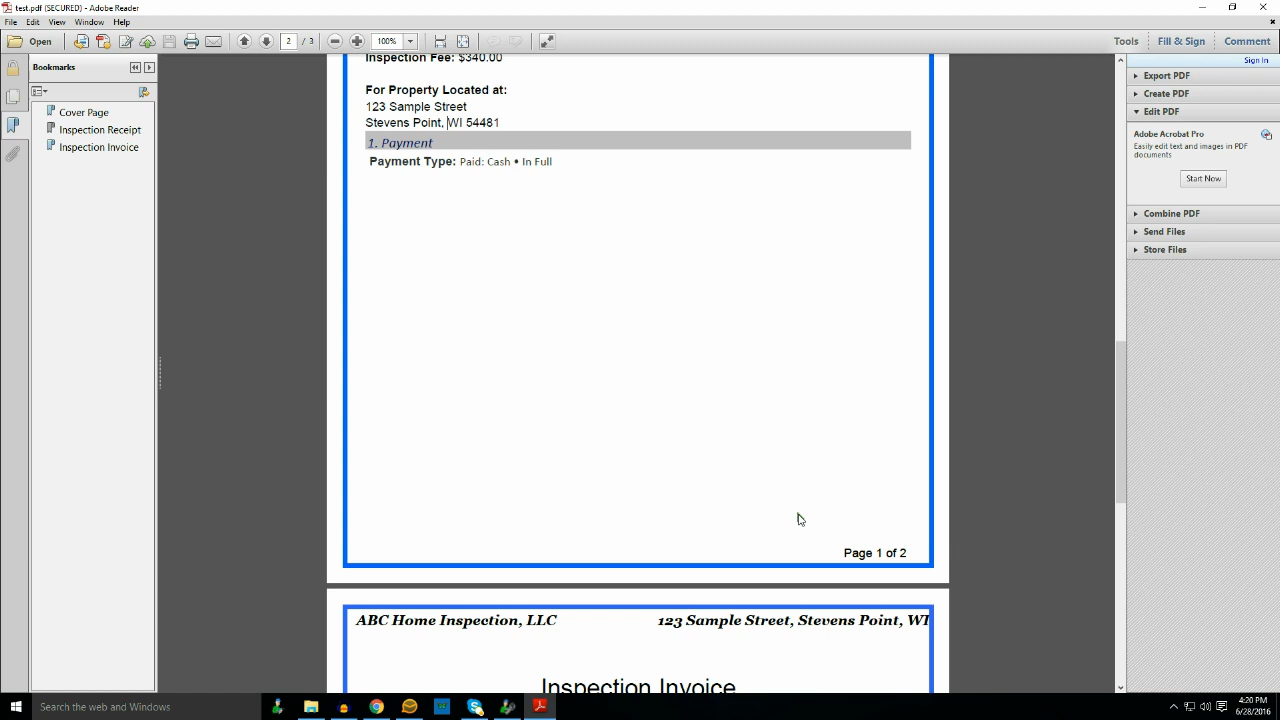 test.pdf (SECURED) - Adobe Reader
File Edit View Window Help
Open 2 / 3 100% Tools Fill & Sign Comment
Bookmarks
Cover Page
Inspection Receipt
Inspection Invoice
Inspection Fee: $340.00
For Property Located at:
123 Sample Street
Stevens Point, WI 54481
1. Payment
Payment Type: Paid: Cash • In Full
Page 1 of 2
ABC Home Inspection, LLC 123 Sample Street, Stevens Point, WI
Inspection Invoice
Sign In
Export PDF
Create PDF
Edit PDF
Adobe Acrobat Pro
Easily edit text and images in PDF
documents
Start Now
Combine PDF
Send Files
Store Files
Search the web and Windows
4:20 PM
6/28/2016